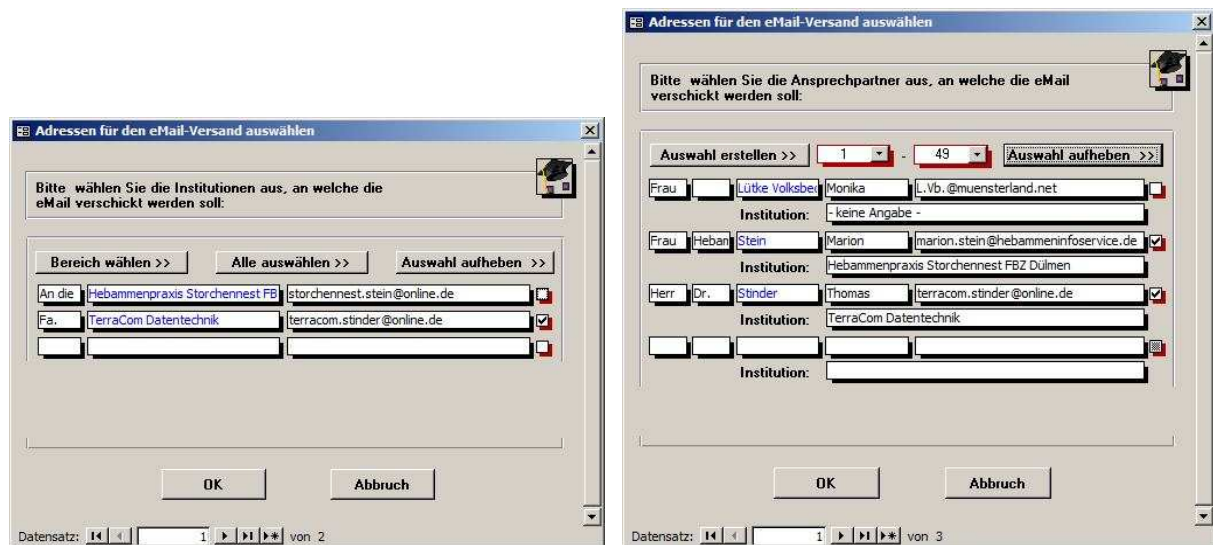 Adressen für den eMail-Versand auswählen
Bitte wählen Sie die Institutionen aus, an welche die
eMail verschickt werden soll:
Bereich wählen >> Alle auswählen >> Auswahl aufheben >>
An die Hebammenpraxis Storchennest FB storchennest.stein@online.de
Fa. TerraCom Datentechnik terracom.stinder@online.de
OK Abbruch
Datensatz: 1 von 2
Adressen für den eMail-Versand auswählen
Bitte wählen Sie die Ansprechpartner aus, an welche die eMail
verschickt werden soll:
Auswahl erstellen >> 1 - 49 Auswahl aufheben >>
Frau Lütke Volksbec Monika L.Vb.@muensterland.net
Institution: - keine Angabe -
Frau Heban Stein Marion marion.stein@hebammeninfoservice.de
Institution: Hebammenpraxis Storchennest FBZ Dülmen
Herr Dr. Stinder Thomas terracom.stinder@online.de
Institution: TerraCom Datentechnik
Institution:
OK Abbruch
Datensatz: 1 von 3